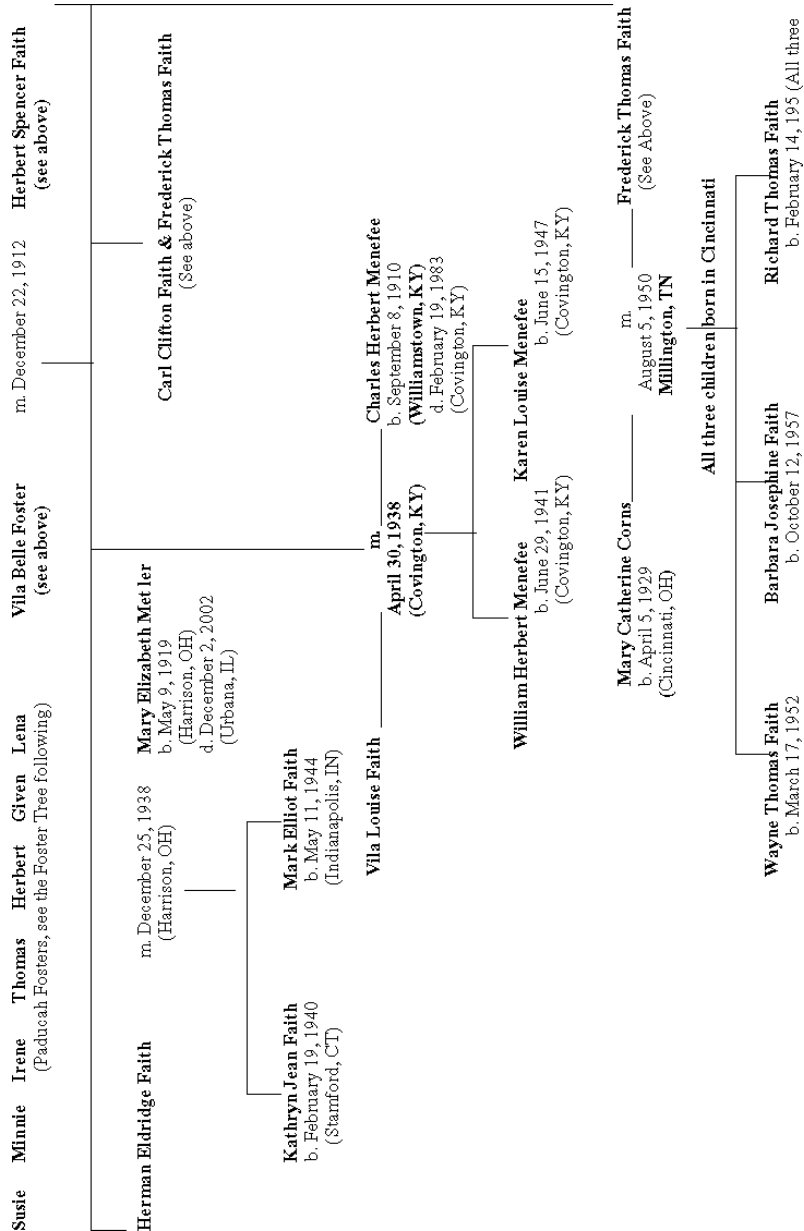 Susie Minnie Irene Thomas Herbert Given Lena
(Paducah Fosters, see the Foster Tree following)
Vila Belle Foster
(see above)
m. December 22, 1912
Herbert Spencer Faith
(see above)
Herman Eldridge Faith
m. December 25, 1938
(Harrison, OH)
Mary Elizabeth Metler
b. May 9, 1919
(Harrison, OH)
d. December 2, 2002
(Urbana, IL)
Carl Clifton Faith & Frederick Thomas Faith
(See above)
Kathryn Jean Faith
b. February 19, 1940
(Stamford, CT)
Mark Elliot Faith
b. May 11, 1944
(Indianapolis, IN)
Vila Louise Faith
m.
April 30, 1938
(Covington, KY)
Charles Herbert Menefee
b. September 8, 1910
(Williamstown, KY)
d. February 19, 1983
(Covington, KY)
William Herbert Menefee
b. June 29, 1941
(Covington, KY)
Karen Louise Menefee
b. June 15, 1947
(Covington, KY)
Mary Catherine Corns
b. April 5, 1929
(Cincinnati, OH)
m.
August 5, 1950
Millington, TN
Frederick Thomas Faith
(See Above)
All three children born in Cincinnati
Wayne Thomas Faith
b. March 17, 1952
Barbara Josephine Faith
b. October 12, 1957
Richard Thomas Faith
b. February 14, 195 (All three